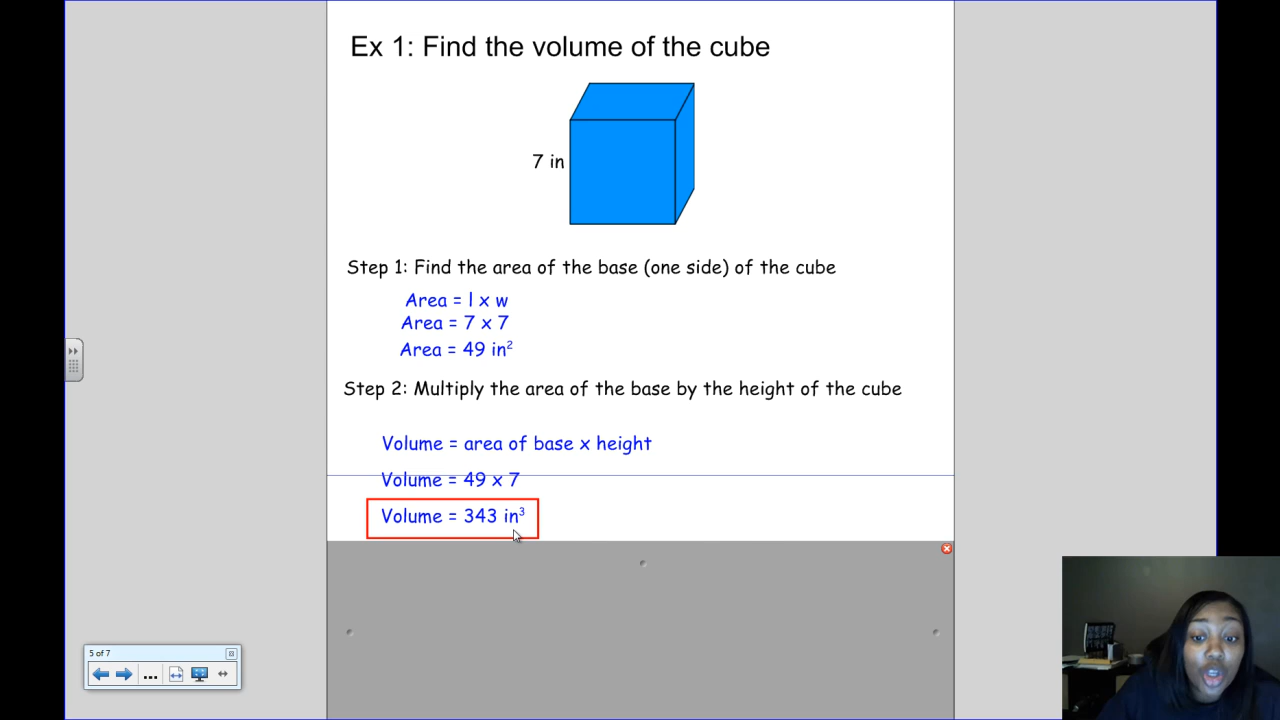 Ex 1: Find the volume of the cube
7 in
Step 1: Find the area of the base (one side) of the cube
Area = l x w
Area = 7 x 7
Area = 49 in²
Step 2: Multiply the area of the base by the height of the cube
Volume = area of base x height
Volume = 49 x 7
Volume = 343 in³
5 of 7
...